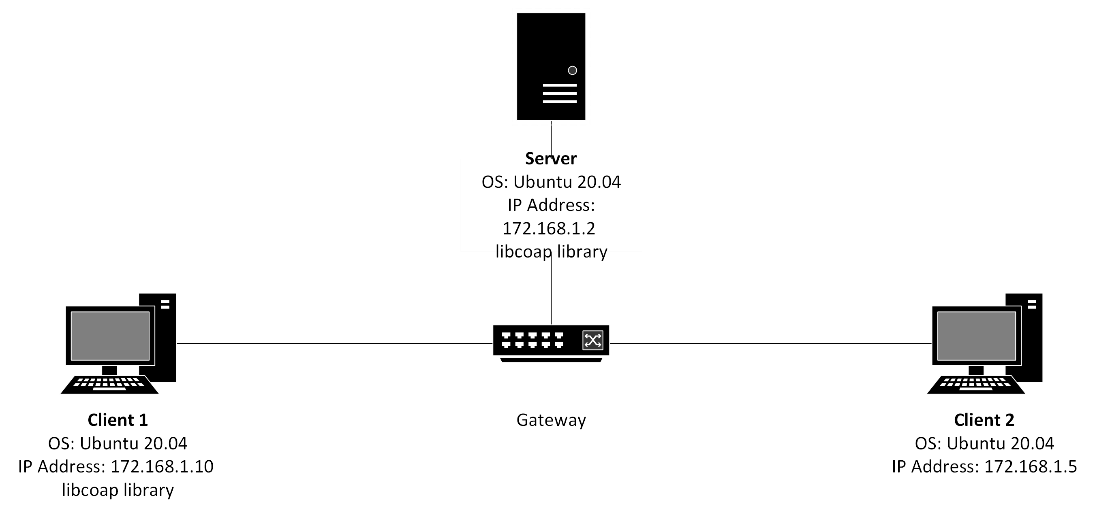 Server
OS: Ubuntu 20.04
IP Address:
172.168.1.2
libcoap library
Gateway
Client 1
OS: Ubuntu 20.04
IP Address: 172.168.1.10
libcoap library
Client 2
OS: Ubuntu 20.04
IP Address: 172.168.1.5